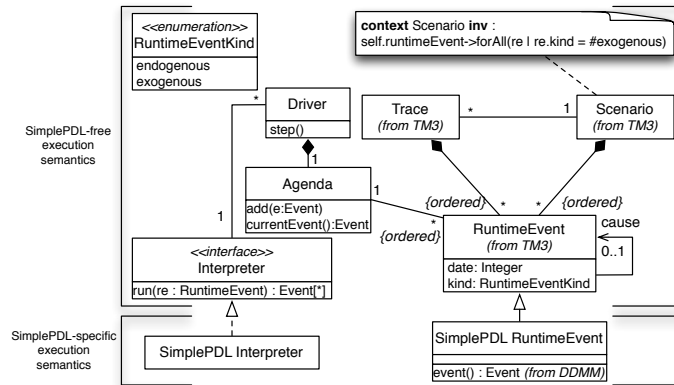 <<enumeration>>
RuntimeEventKind
endogenous
exogenous
context Scenario inv :
self.runtimeEvent->forAll(re | re.kind = #exogenous)
SimplePDL-free
execution
semantics
*
Driver
step()
1
Trace
(from TM3)
*
1
Scenario
(from TM3)
Agenda
add(e:Event)
currentEvent():Event
1
{ordered}
*
*
{ordered}
*
{ordered}
cause
0..1
1
<<interface>>
Interpreter
run(re : RuntimeEvent) : Event[*]
RuntimeEvent
(from TM3)
date: Integer
kind: RuntimeEventKind
SimplePDL-specific
execution
semantics
SimplePDL Interpreter
SimplePDL RuntimeEvent
event() : Event (from DDMM)